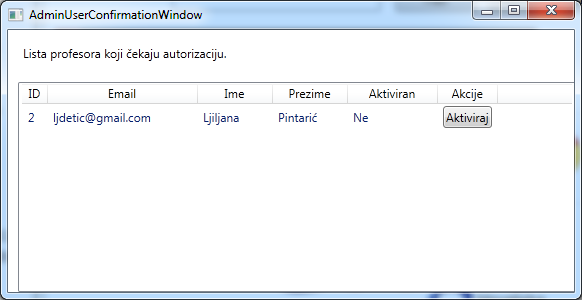 AdminUserConfirmationWindow
Lista profesora koji čekaju autorizaciju.
ID Email Ime Prezime Aktiviran Akcije
2 ljdetic@gmail.com Ljiljana Pintarić Ne Aktiviraj